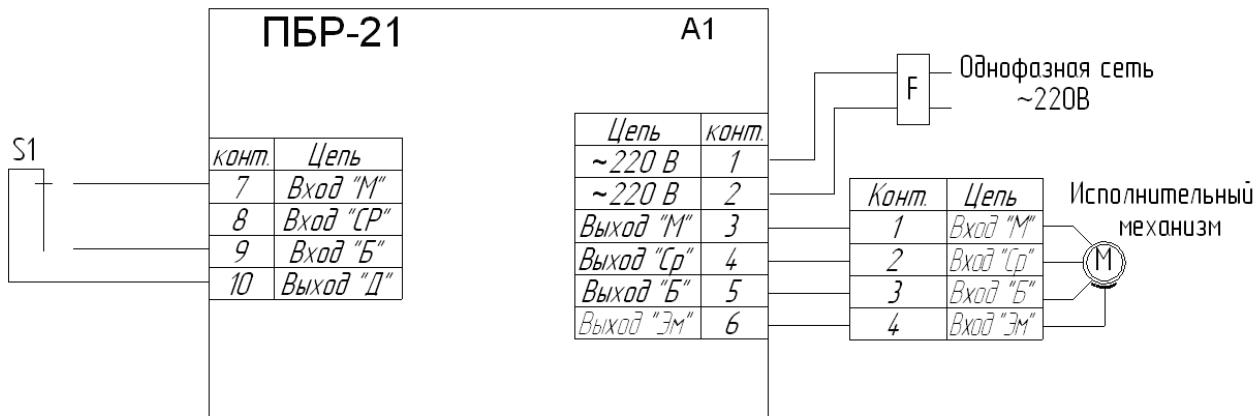 ПБР-21
А1
Однофазная сеть
~220В
F
S1
конт. Цепь
7 Вход "М"
8 Вход "СР"
9 Вход "Б"
10 Выход "Д"
Цепь конт.
~220 В 1
~220 В 2
Выход "М" 3
Выход "Ср" 4
Выход "Б" 5
Выход "Эм" 6
Конт. Цепь
1 Вход "М"
2 Вход "Ср"
3 Вход "Б"
4 Вход "Эм"
Исполнительный
механизм
М